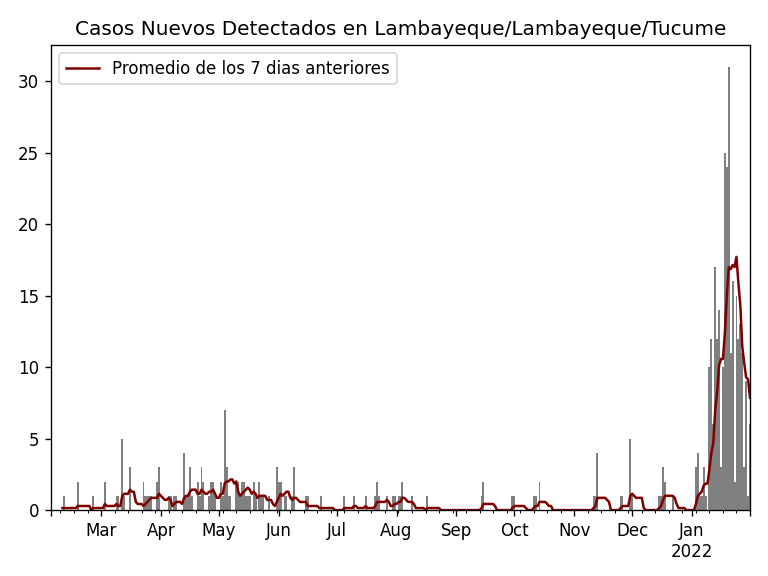 Casos Nuevos Detectados en Lambayeque/Lambayeque/Tucume
Promedio de los 7 dias anteriores
30
25
20
15
10
5
0
Mar Apr May Jun Jul Aug Sep Oct Nov Dec Jan
2022